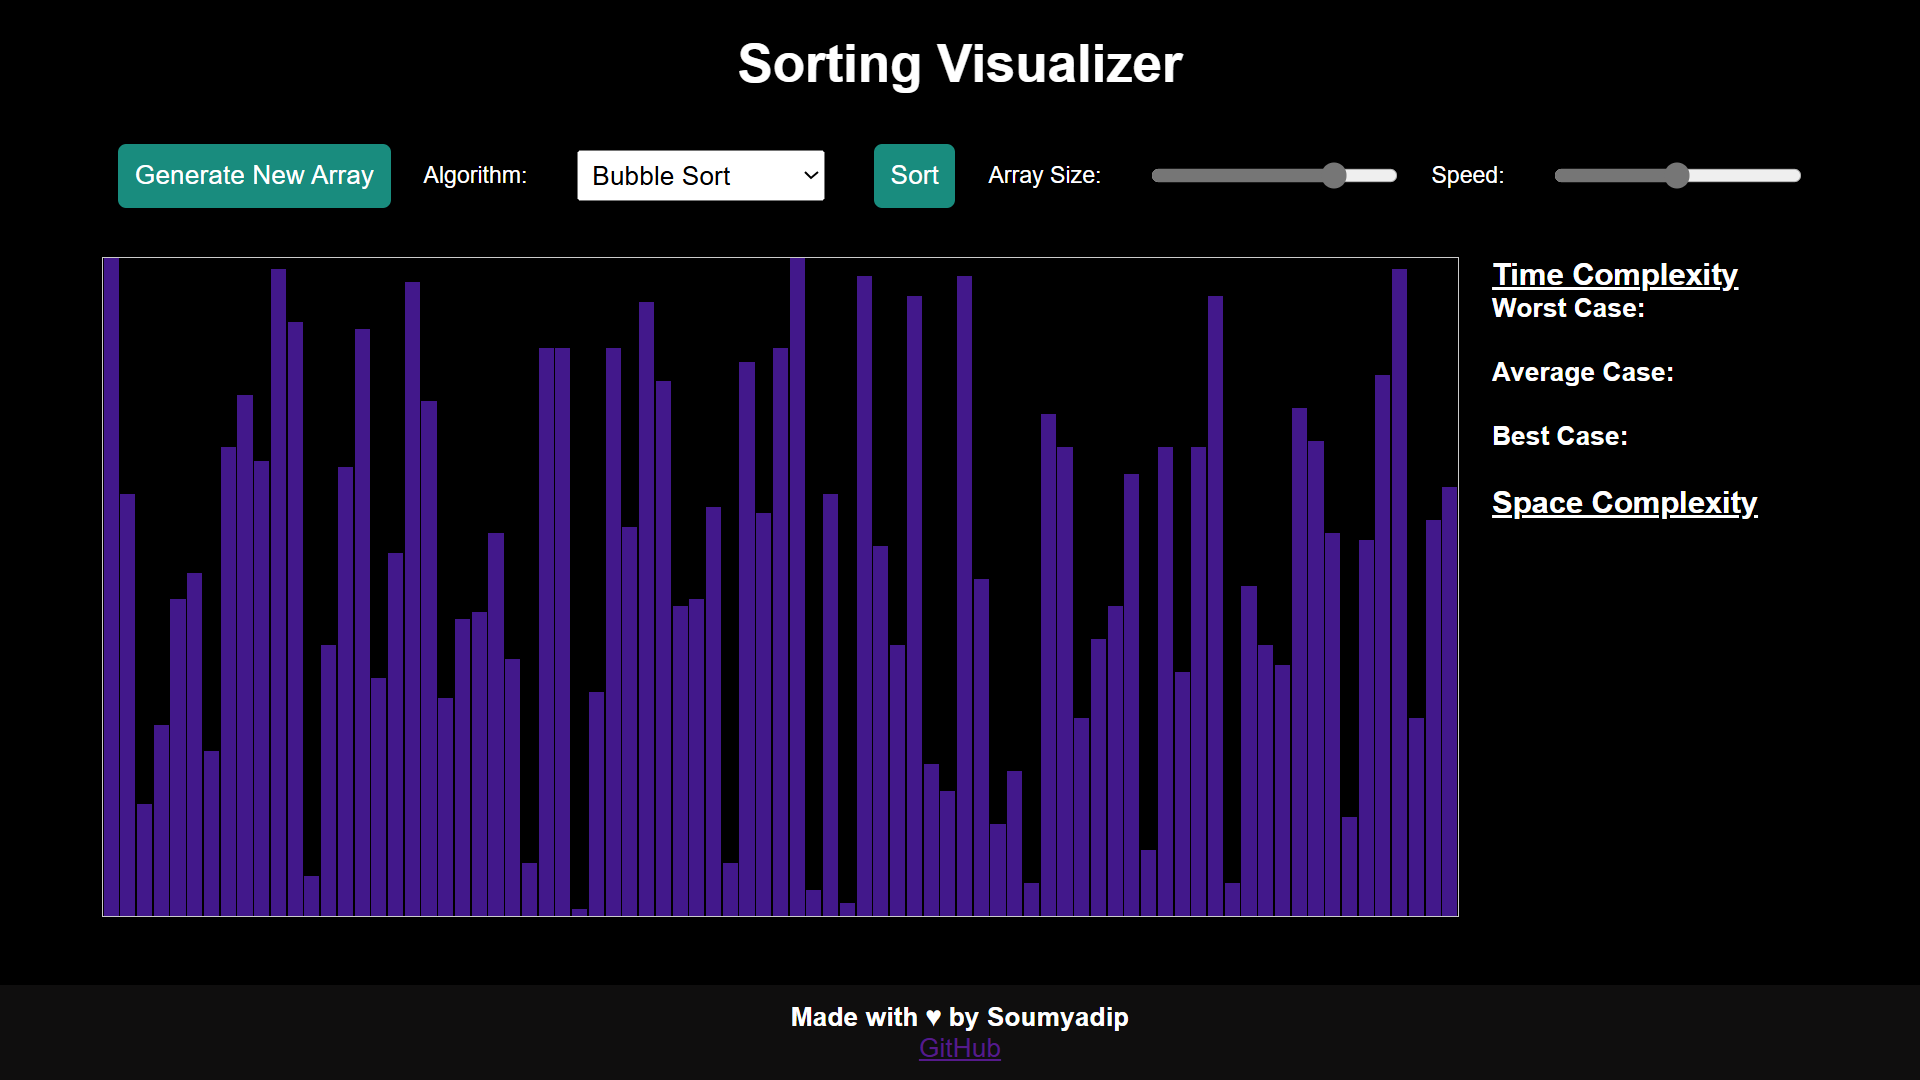 Sorting Visualizer
Generate New Array
Algorithm:
Bubble Sort
Sort
Array Size:
Speed:
Time Complexity
Worst Case:
Average Case:
Best Case:
Space Complexity
Made with ♥ by Soumyadip
GitHub